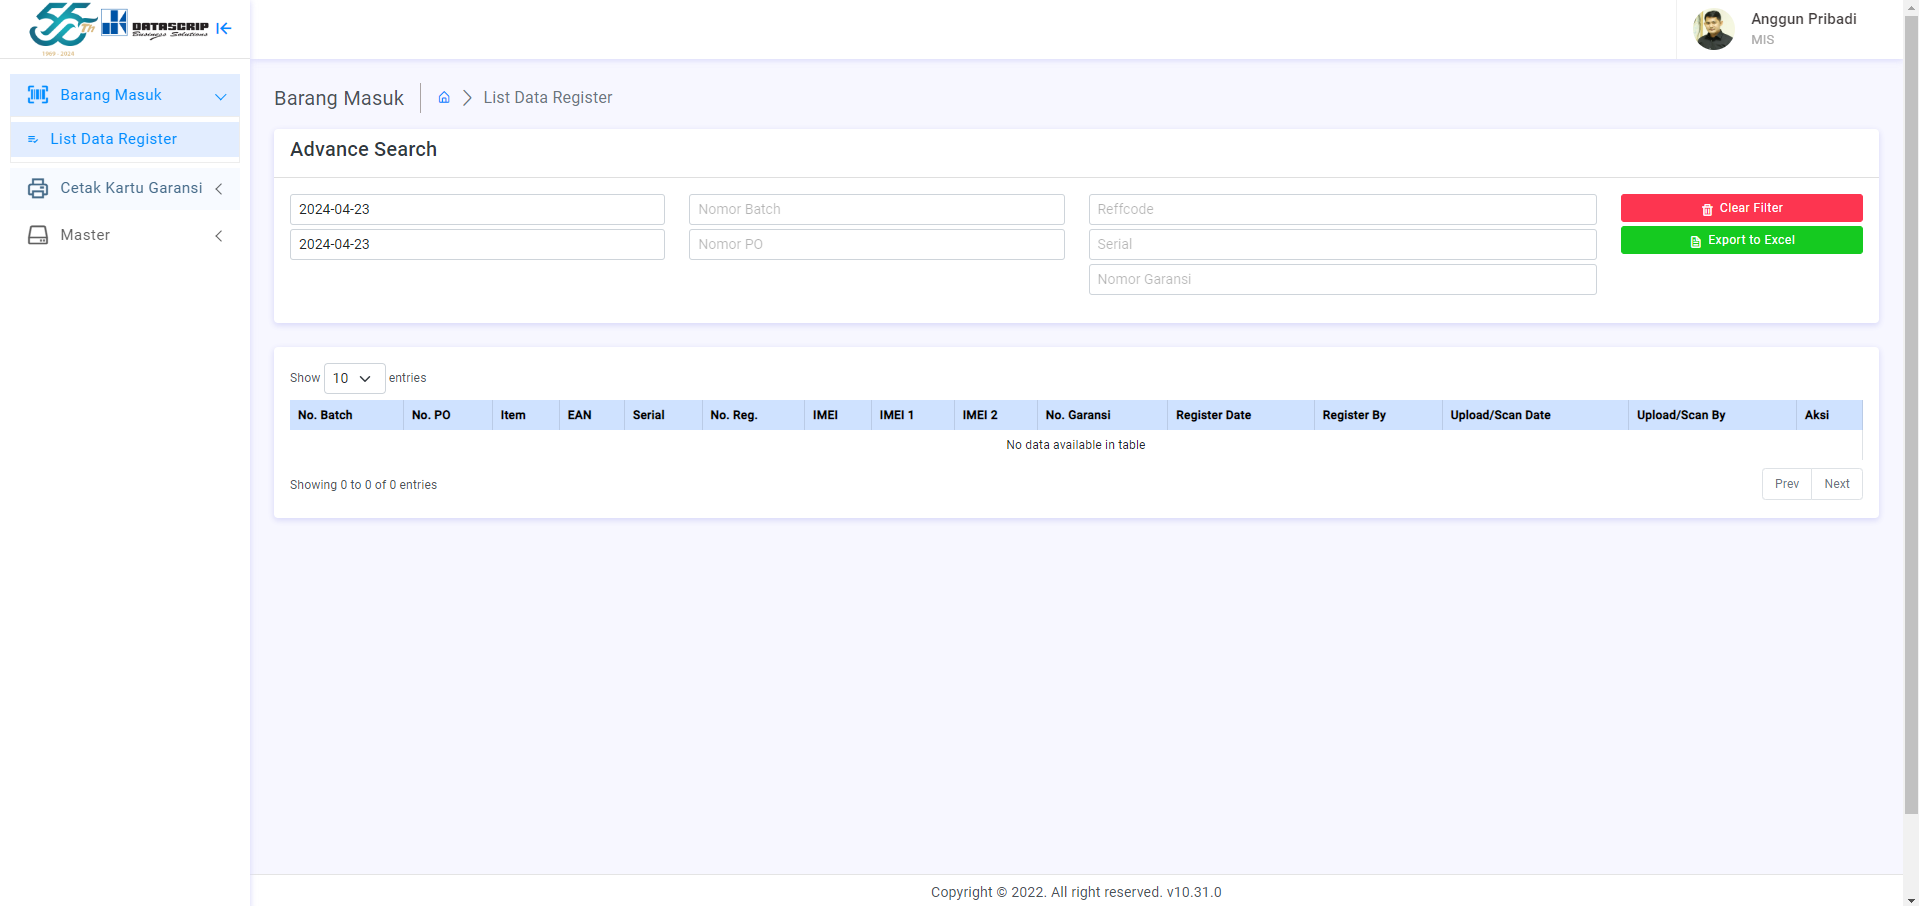 55Th
1969 - 2024
DATASCRIP
Business Solutions
Anggun Pribadi
MIS
Barang Masuk
List Data Register
Cetak Kartu Garansi
Master
Barang Masuk
List Data Register
Advance Search
2024-04-23
2024-04-23
Nomor Batch
Nomor PO
Reffcode
Serial
Nomor Garansi
Clear Filter
Export to Excel
Show 10 entries
No. Batch No. PO Item EAN Serial No. Reg. IMEI IMEI 1 IMEI 2 No. Garansi Register Date Register By Upload/Scan Date Upload/Scan By Aksi
No data available in table
Showing 0 to 0 of 0 entries
Prev Next
Copyright © 2022. All right reserved. v10.31.0